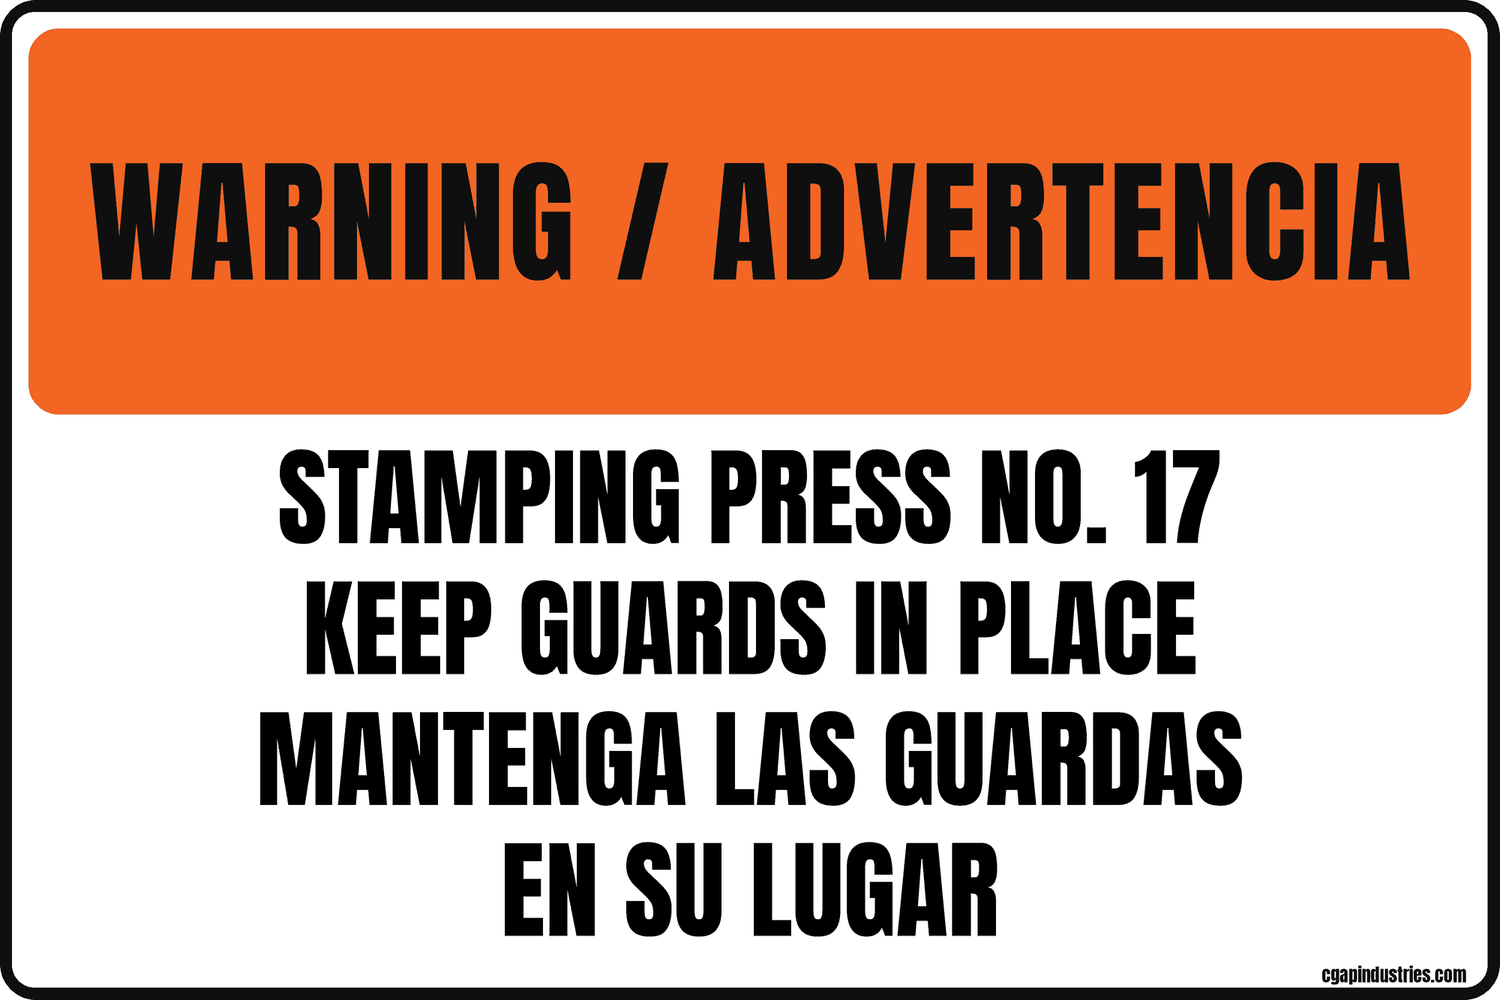 WARNING / ADVERTENCIA
STAMPING PRESS NO. 17
KEEP GUARDS IN PLACE
MANTENGA LAS GUARDAS
EN SU LUGAR
cgapindustries.com